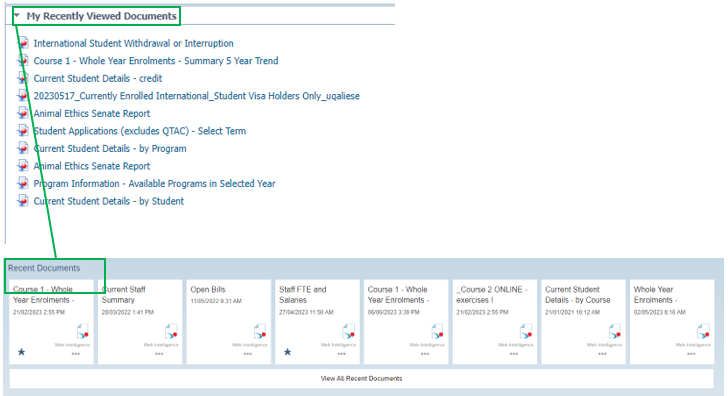 My Recently Viewed Documents
International Student Withdrawal or Interruption
Course 1 - Whole Year Enrolments - Summary 5 Year Trend
Current Student Details - credit
20230517_Currently Enrolled International_Student Visa Holders Only_uqaliese
Animal Ethics Senate Report
Student Applications (excludes QTAC) - Select Term
Current Student Details - by Program
Animal Ethics Senate Report
Program Information - Available Programs in Selected Year
Current Student Details - by Student
Recent Documents
Course 1 - Whole
Year Enrolments -
21/02/2023 2:55 PM
Web Intelligence
Current Staff
Summary
28/03/2022 1:41 PM
Web Intelligence
Open Bills
11/05/2022 8:31 AM
Web Intelligence
Staff FTE and
Salaries
27/04/2023 11:50 AM
Web Intelligence
Course 1 - Whole
Year Enrolments -
06/06/2023 3:39 PM
Web Intelligence
_Course 2 ONLINE -
exercises I
21/02/2023 2:55 PM
Web Intelligence
Current Student
Details - by Course
21/01/2021 10:12 AM
Web Intelligence
Whole Year
Enrolments -
02/05/2023 8:16 AM
Web Intelligence
View All Recent Documents